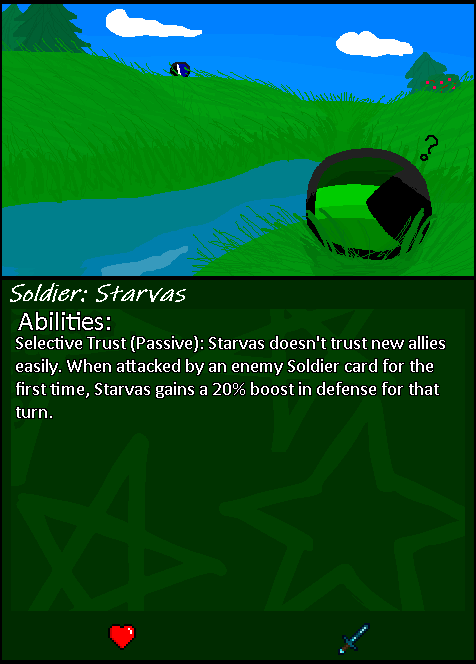 ?
Soldier: Starvas
Abilities:
Selective Trust (Passive): Starvas doesn't trust new allies
easily. When attacked by an enemy Soldier card for the
first time, Starvas gains a 20% boost in defense for that
turn.